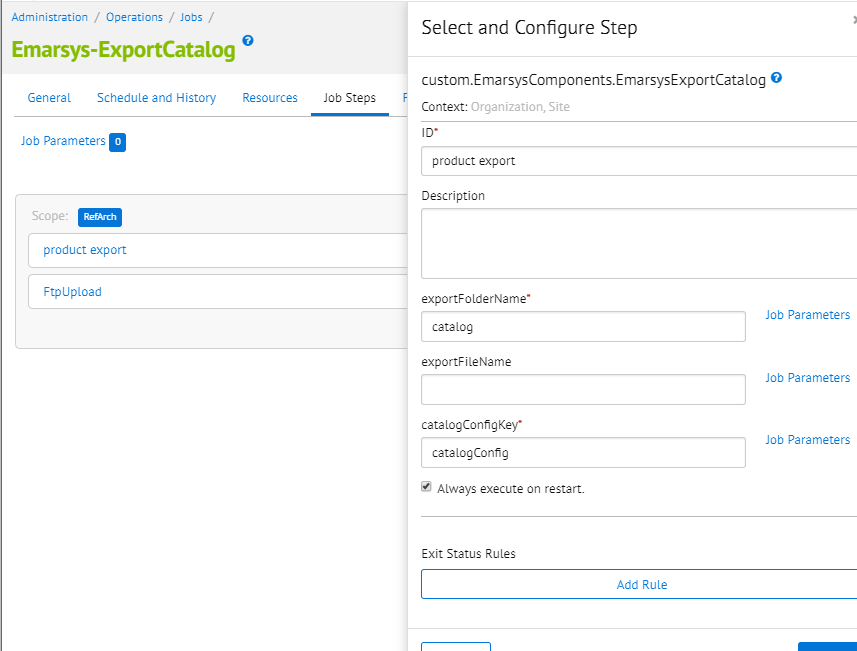 Administration / Operations / Jobs /
Emarsys-ExportCatalog ?
General Schedule and History Resources Job Steps
Job Parameters 0
Scope: RefArch
product export
FtpUpload
Select and Configure Step
custom.EmarsysComponents.EmarsysExportCatalog ?
Context: Organization, Site
ID*
product export
Description
exportFolderName*
catalog Job Parameters
exportFileName
Job Parameters
catalogConfigKey*
catalogConfig Job Parameters
Always execute on restart.
Exit Status Rules
Add Rule